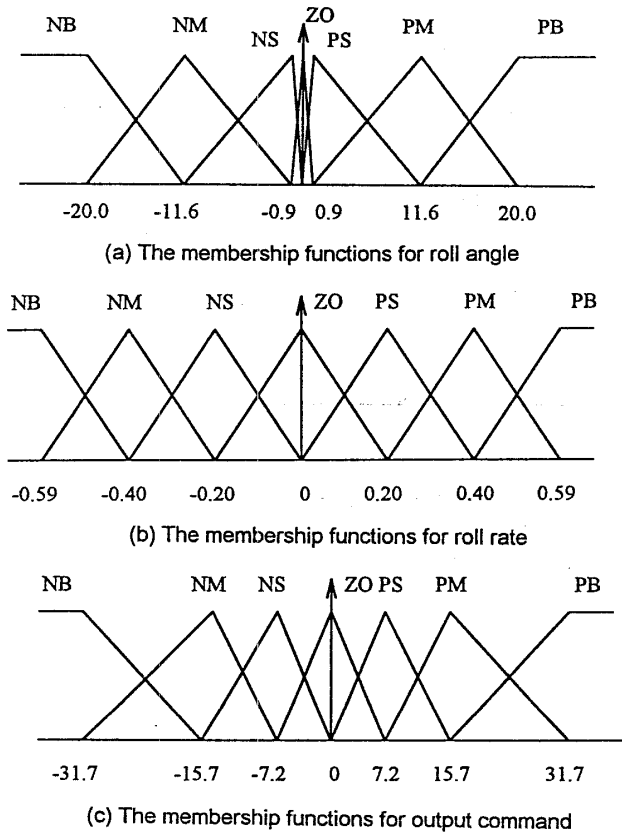 ZO
NB NM NS PS PM PB
-20.0 -11.6 -0.9 0.9 11.6 20.0
(a) The membership functions for roll angle
NB NM NS ZO PS PM PB
-0.59 -0.40 -0.20 0 0.20 0.40 0.59
(b) The membership functions for roll rate
NB NM NS ZO PS PM PB
-31.7 -15.7 -7.2 0 7.2 15.7 31.7
(c) The membership functions for output command